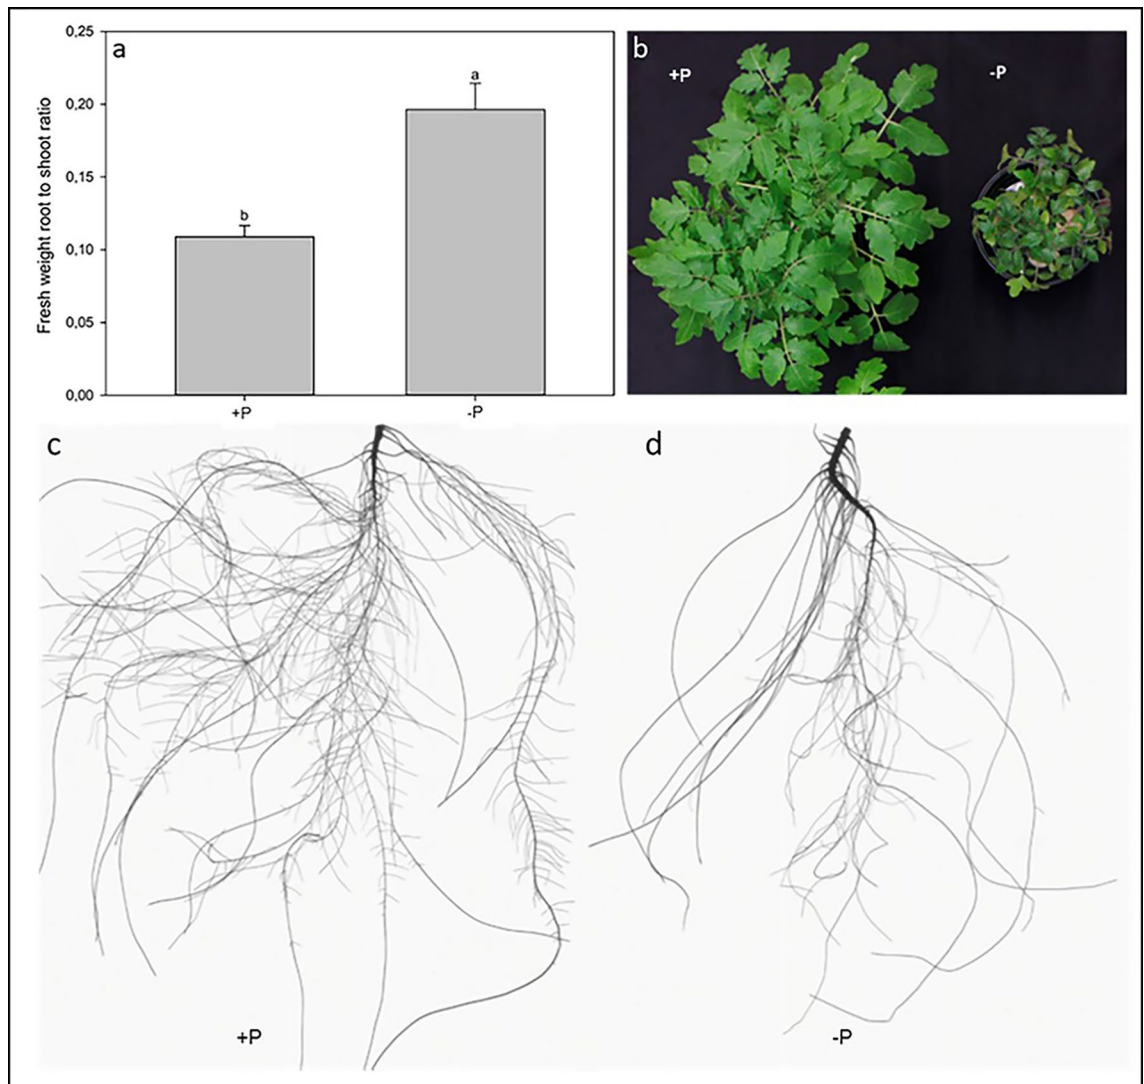 a
0,25
0,20
0,15
0,10
0,05
0,00
Fresh weight root to shoot ratio
b
a
+P
-P
b
+P
-P
c
+P
d
-P